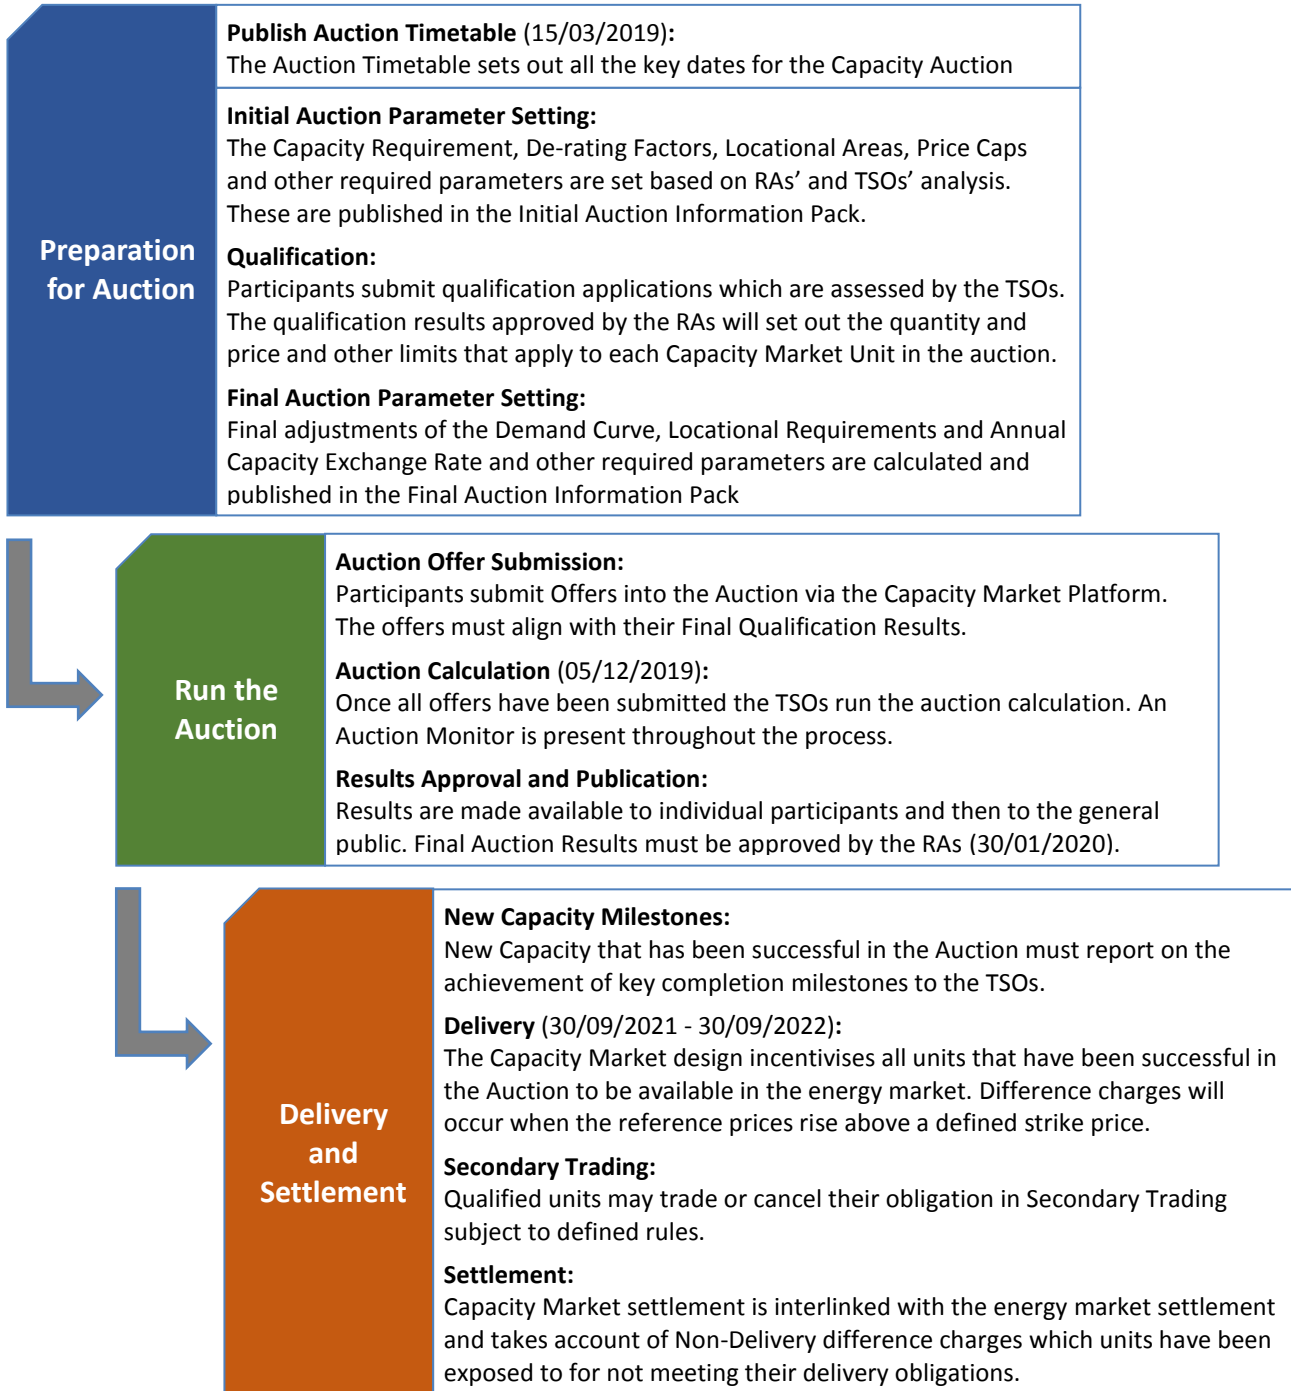 Preparation
for Auction
Publish Auction Timetable (15/03/2019):
The Auction Timetable sets out all the key dates for the Capacity Auction
Initial Auction Parameter Setting:
The Capacity Requirement, De-rating Factors, Locational Areas, Price Caps
and other required parameters are set based on RAs’ and TSOs’ analysis.
These are published in the Initial Auction Information Pack.
Qualification:
Participants submit qualification applications which are assessed by the TSOs.
The qualification results approved by the RAs will set out the quantity and
price and other limits that apply to each Capacity Market Unit in the auction.
Final Auction Parameter Setting:
Final adjustments of the Demand Curve, Locational Requirements and Annual
Capacity Exchange Rate and other required parameters are calculated and
published in the Final Auction Information Pack
Run the
Auction
Auction Offer Submission:
Participants submit Offers into the Auction via the Capacity Market Platform.
The offers must align with their Final Qualification Results.
Auction Calculation (05/12/2019):
Once all offers have been submitted the TSOs run the auction calculation. An
Auction Monitor is present throughout the process.
Results Approval and Publication:
Results are made available to individual participants and then to the general
public. Final Auction Results must be approved by the RAs (30/01/2020).
Delivery
and
Settlement
New Capacity Milestones:
New Capacity that has been successful in the Auction must report on the
achievement of key completion milestones to the TSOs.
Delivery (30/09/2021 - 30/09/2022):
The Capacity Market design incentivises all units that have been successful in
the Auction to be available in the energy market. Difference charges will
occur when the reference prices rise above a defined strike price.
Secondary Trading:
Qualified units may trade or cancel their obligation in Secondary Trading
subject to defined rules.
Settlement:
Capacity Market settlement is interlinked with the energy market settlement
and takes account of Non-Delivery difference charges which units have been
exposed to for not meeting their delivery obligations.